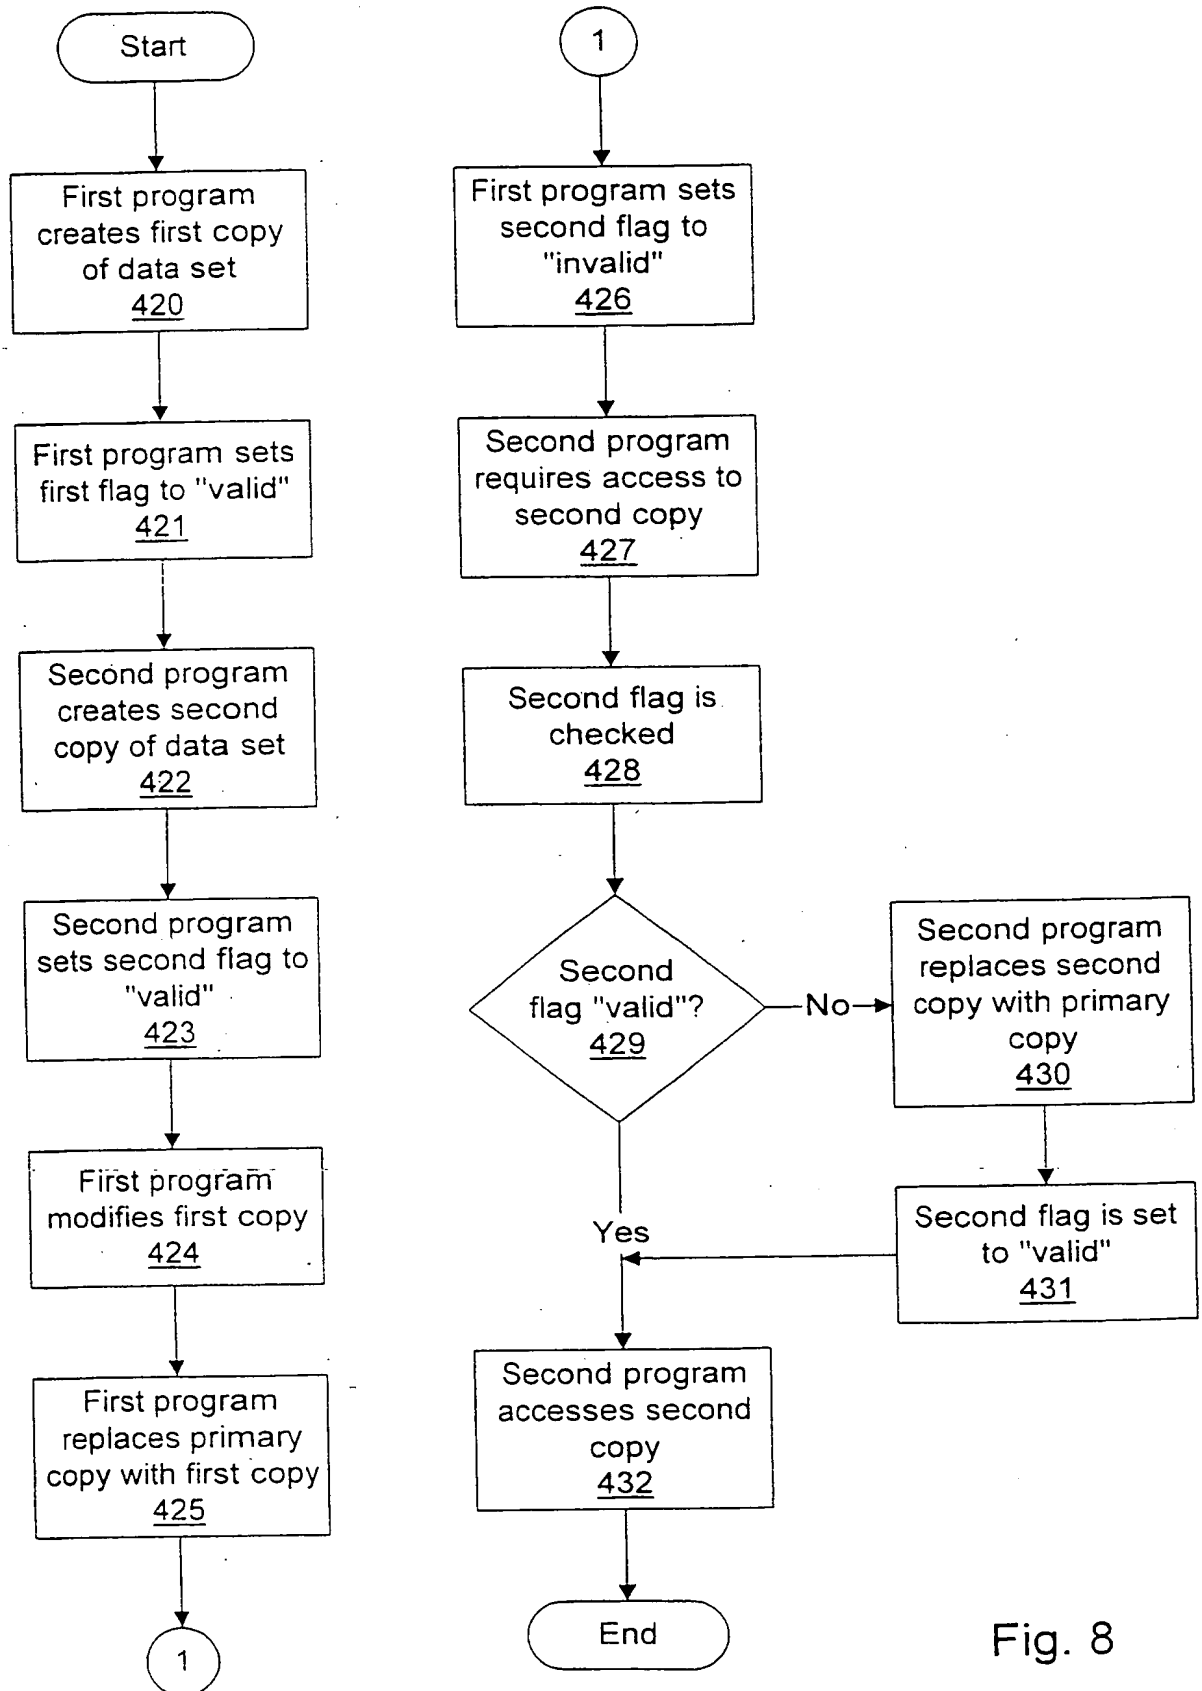 Start
First program
creates first copy
of data set
420
First program sets
first flag to "valid"
421
Second program
creates second
copy of data set
422
Second program
sets second flag to
"valid"
423
First program
modifies first copy
424
First program
replaces primary
copy with first copy
425
1
1
First program sets
second flag to
"invalid"
426
Second program
requires access to
second copy
427
Second flag is
checked
428
Second
flag "valid"?
429
No
Second program
replaces second
copy with primary
copy
430
Second flag is set
to "valid"
431
Yes
Second program
accesses second
copy
432
End
Fig. 8